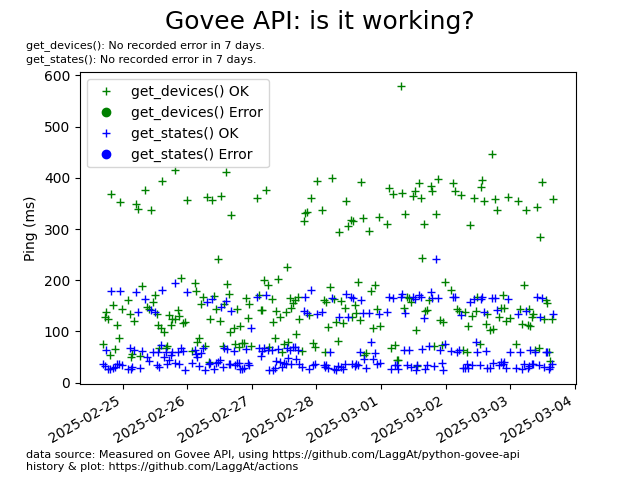 Govee API: is it working?
get_devices(): No recorded error in 7 days.
get_states(): No recorded error in 7 days.
600
500
400
300
200
100
0
Ping (ms)
get_devices() OK
get_devices() Error
get_states() OK
get_states() Error
2025-02-25
2025-02-26
2025-02-27
2025-02-28
2025-03-01
2025-03-02
2025-03-03
2025-03-04
data source: Measured on Govee API, using https://github.com/LaggAt/python-govee-api
history & plot: https://github.com/LaggAt/actions